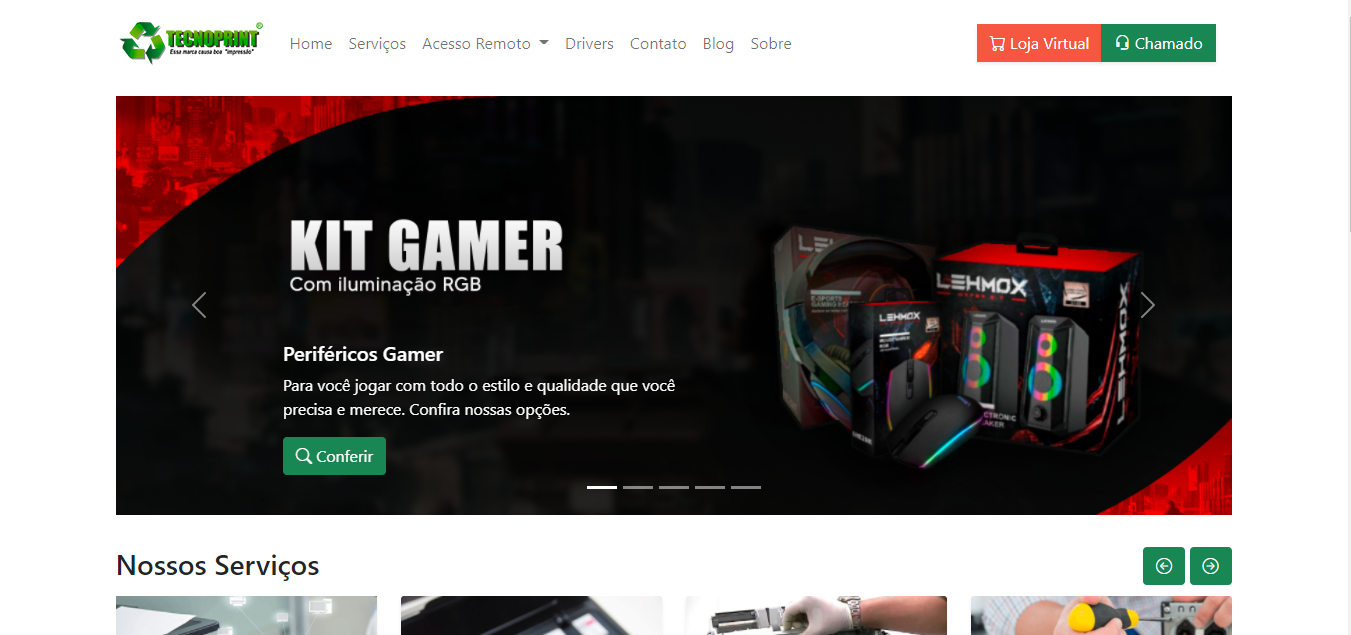 TECNOPRINT®
Essa marca causa boa "impressão"
Home Serviços Acesso Remoto Drivers Contato Blog Sobre
Loja Virtual Chamado
KIT GAMER
Com iluminação RGB
LEHMOX
LEHMOX
Periféricos Gamer
Para você jogar com todo o estilo e qualidade que você
precisa e merece. Confira nossas opções.
Conferir
Nossos Serviços